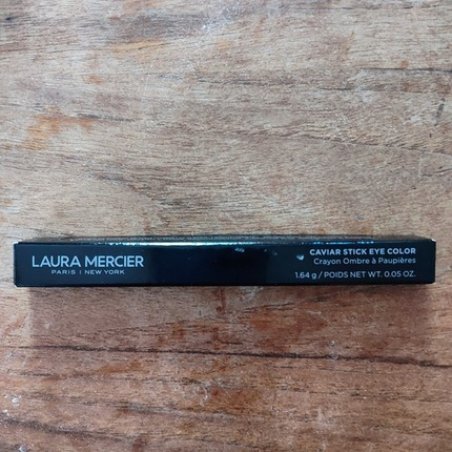 LAURA MERCIER
PARIS | NEW YORK
CAVIAR STICK EYE COLOR
Crayon Ombre à Paupières
1.64 g / POIDS NET WT. 0.05 OZ.